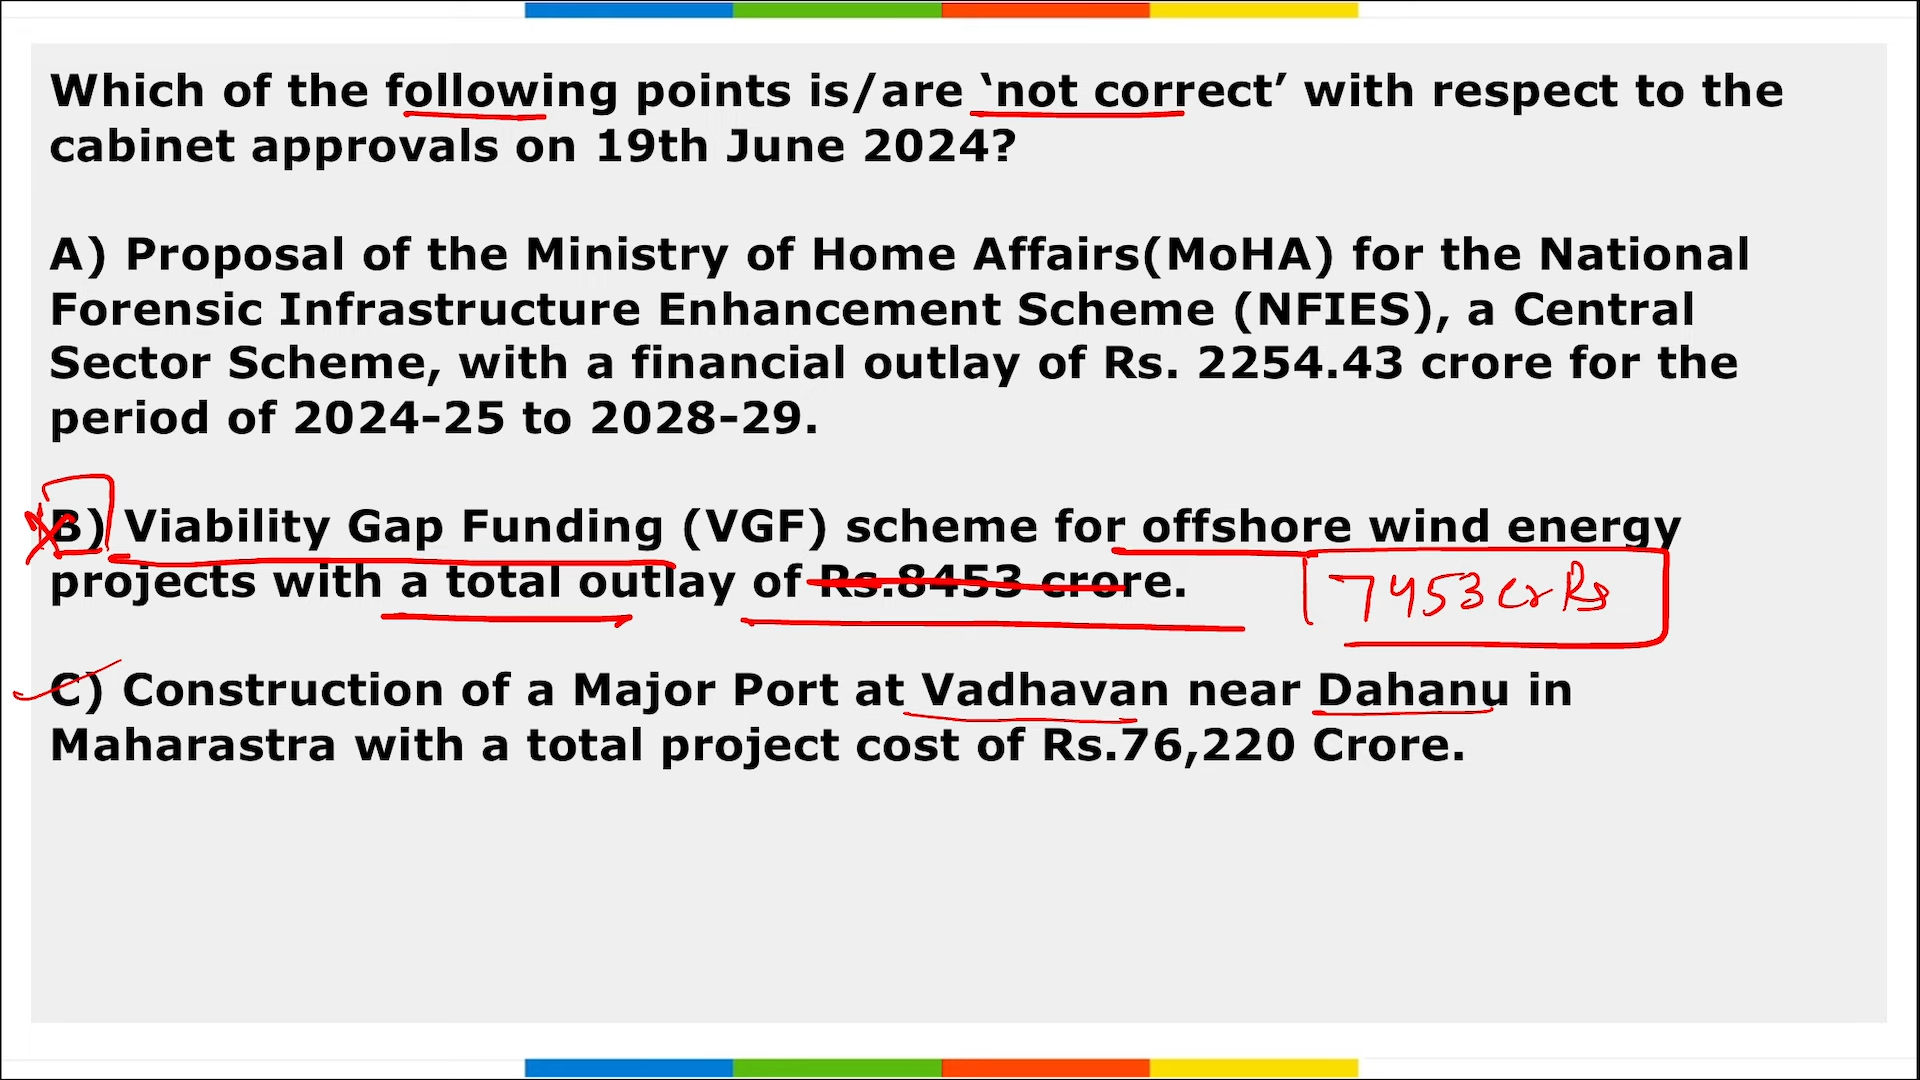 Which of the following points is/are ‘not correct’ with respect to the
cabinet approvals on 19th June 2024?
A) Proposal of the Ministry of Home Affairs(MoHA) for the National
Forensic Infrastructure Enhancement Scheme (NFIES), a Central
Sector Scheme, with a financial outlay of Rs. 2254.43 crore for the
period of 2024-25 to 2028-29.
B) Viability Gap Funding (VGF) scheme for offshore wind energy
projects with a total outlay of Rs.8453 crore. 7453 cr Rs
C) Construction of a Major Port at Vadhavan near Dahanu in
Maharastra with a total project cost of Rs.76,220 Crore.